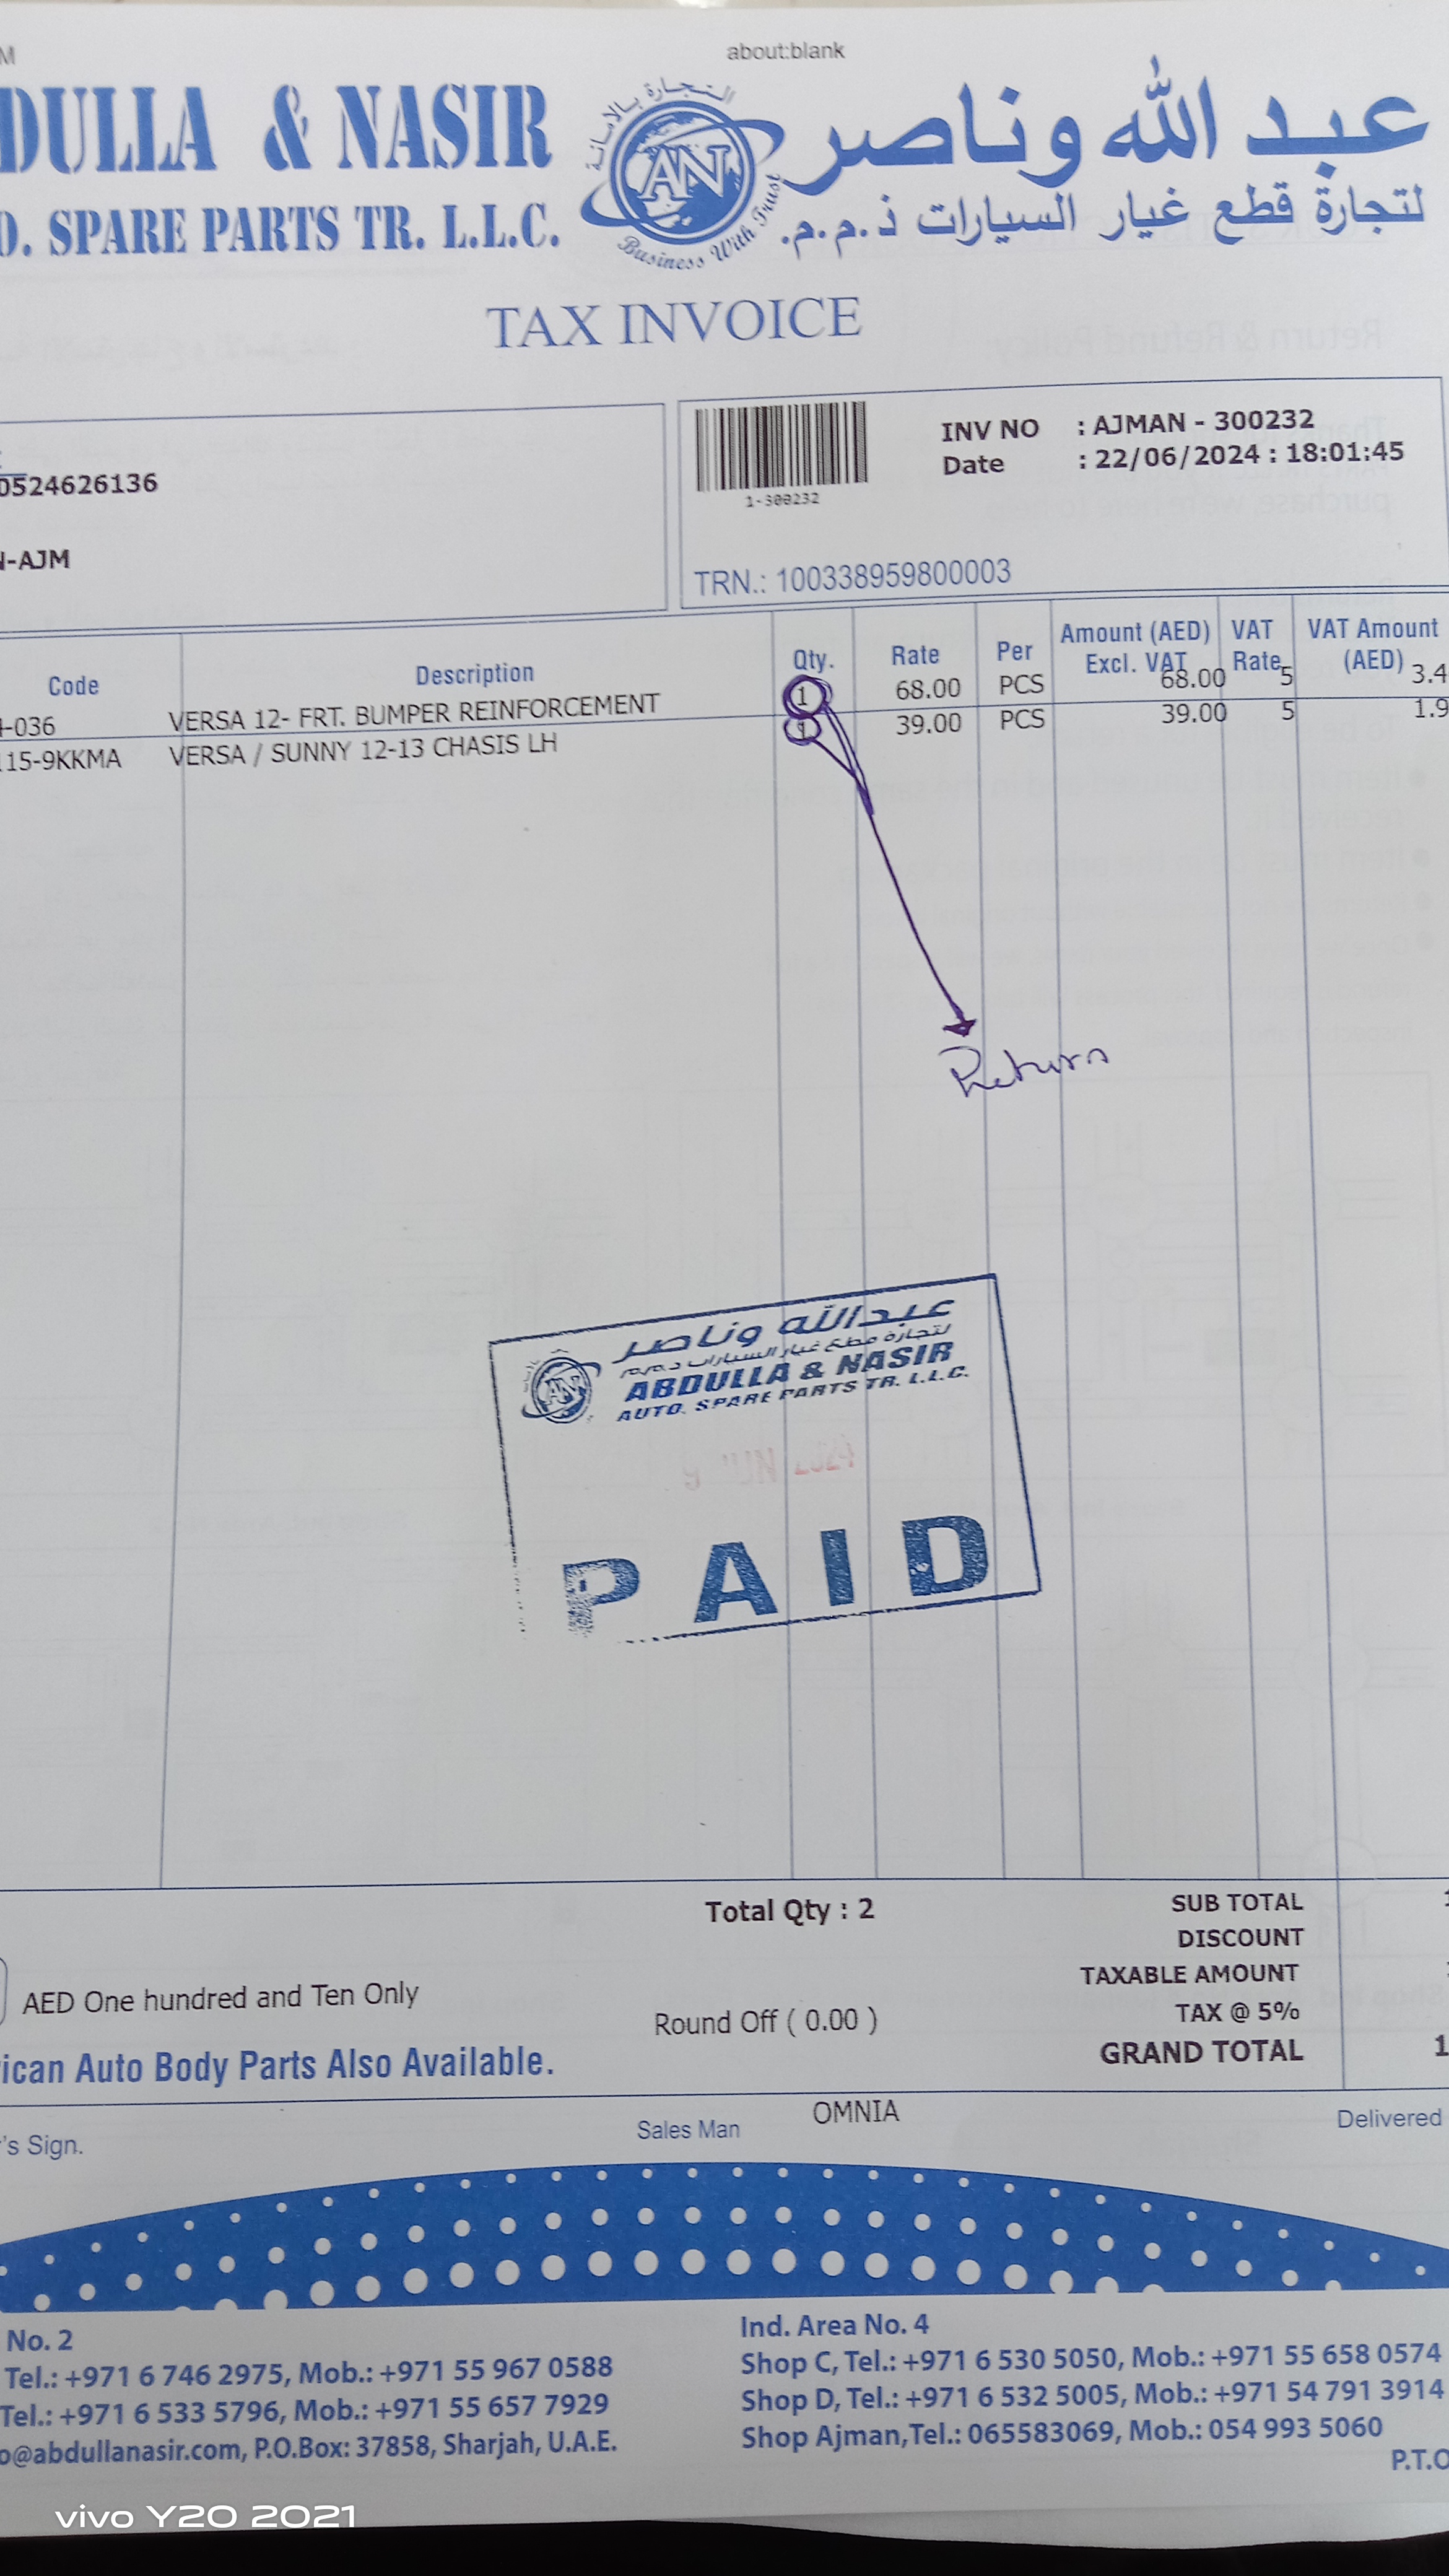 about:blank
DULLA & NASIR
عبد الله وناصر
O. SPARE PARTS TR. L.L.C.
لتجارة قطع غيار السيارات ذ.م.م.
التجارة بالامانة
AN
Business With Trust
TAX INVOICE
INV NO : AJMAN - 300232
Date : 22/06/2024 : 18:01:45
1-300232
0524626136
-AJM
TRN.: 100338959800003
Code Description Qty. Rate Per Amount (AED) Excl. VAT VAT Rate VAT Amount (AED)
-036 VERSA 12- FRT. BUMPER REINFORCEMENT 1 68.00 PCS 68.00 5 3.4
15-9KKMA VERSA / SUNNY 12-13 CHASIS LH 1 39.00 PCS 39.00 5 1.9
Return
عبدالله وناصر
لتجارة قطع غيار السيارات ذ.م.م
AN
ABDULLA & NASIR
AUTO. SPARE PARTS TR. L.L.C.
JUN 2024
PAID
Total Qty : 2
SUB TOTAL
DISCOUNT
TAXABLE AMOUNT
AED One hundred and Ten Only
Round Off ( 0.00 )
TAX @ 5%
GRAND TOTAL 1
ican Auto Body Parts Also Available.
's Sign.
Sales Man OMNIA
Delivered
No. 2
Tel.: +971 6 746 2975, Mob.: +971 55 967 0588
Tel.: +971 6 533 5796, Mob.: +971 55 657 7929
o@abdullanasir.com, P.O.Box: 37858, Sharjah, U.A.E.
Ind. Area No. 4
Shop C, Tel.: +971 6 530 5050, Mob.: +971 55 658 0574
Shop D, Tel.: +971 6 532 5005, Mob.: +971 54 791 3914
Shop Ajman,Tel.: 065583069, Mob.: 054 993 5060
P.T.O
vivo Y20 2021